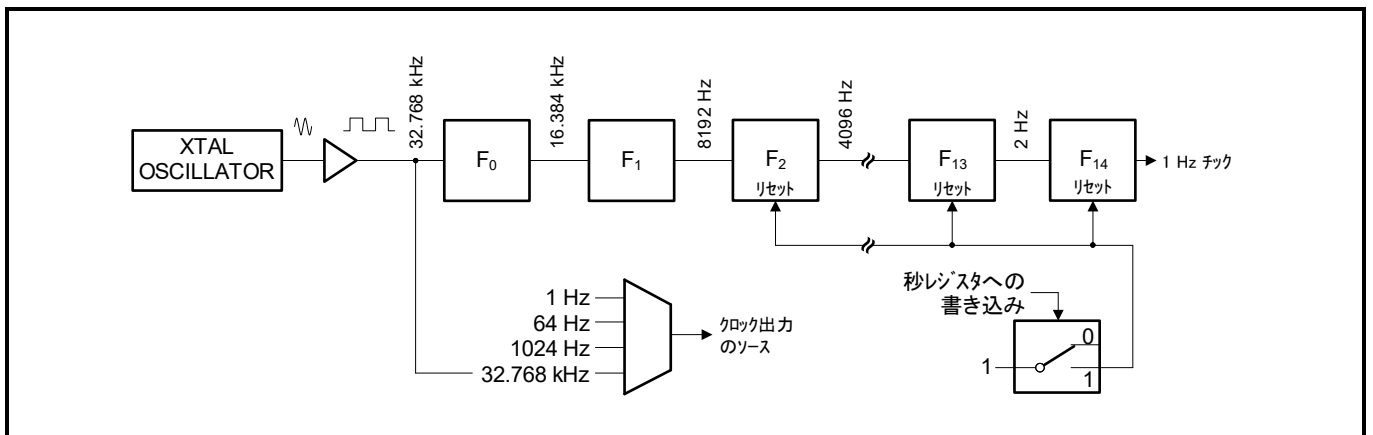 XTAL
OSCILLATOR
32.768 kHz
F0
16.384 kHz
F1
8192 Hz
F2
リセット
4096 Hz
F13
リセット
2 Hz
F14
リセット
1 Hz チック
秒レジスタへの
書き込み
0
1
1
1 Hz
64 Hz
1024 Hz
32.768 kHz
クロック出力
のソース